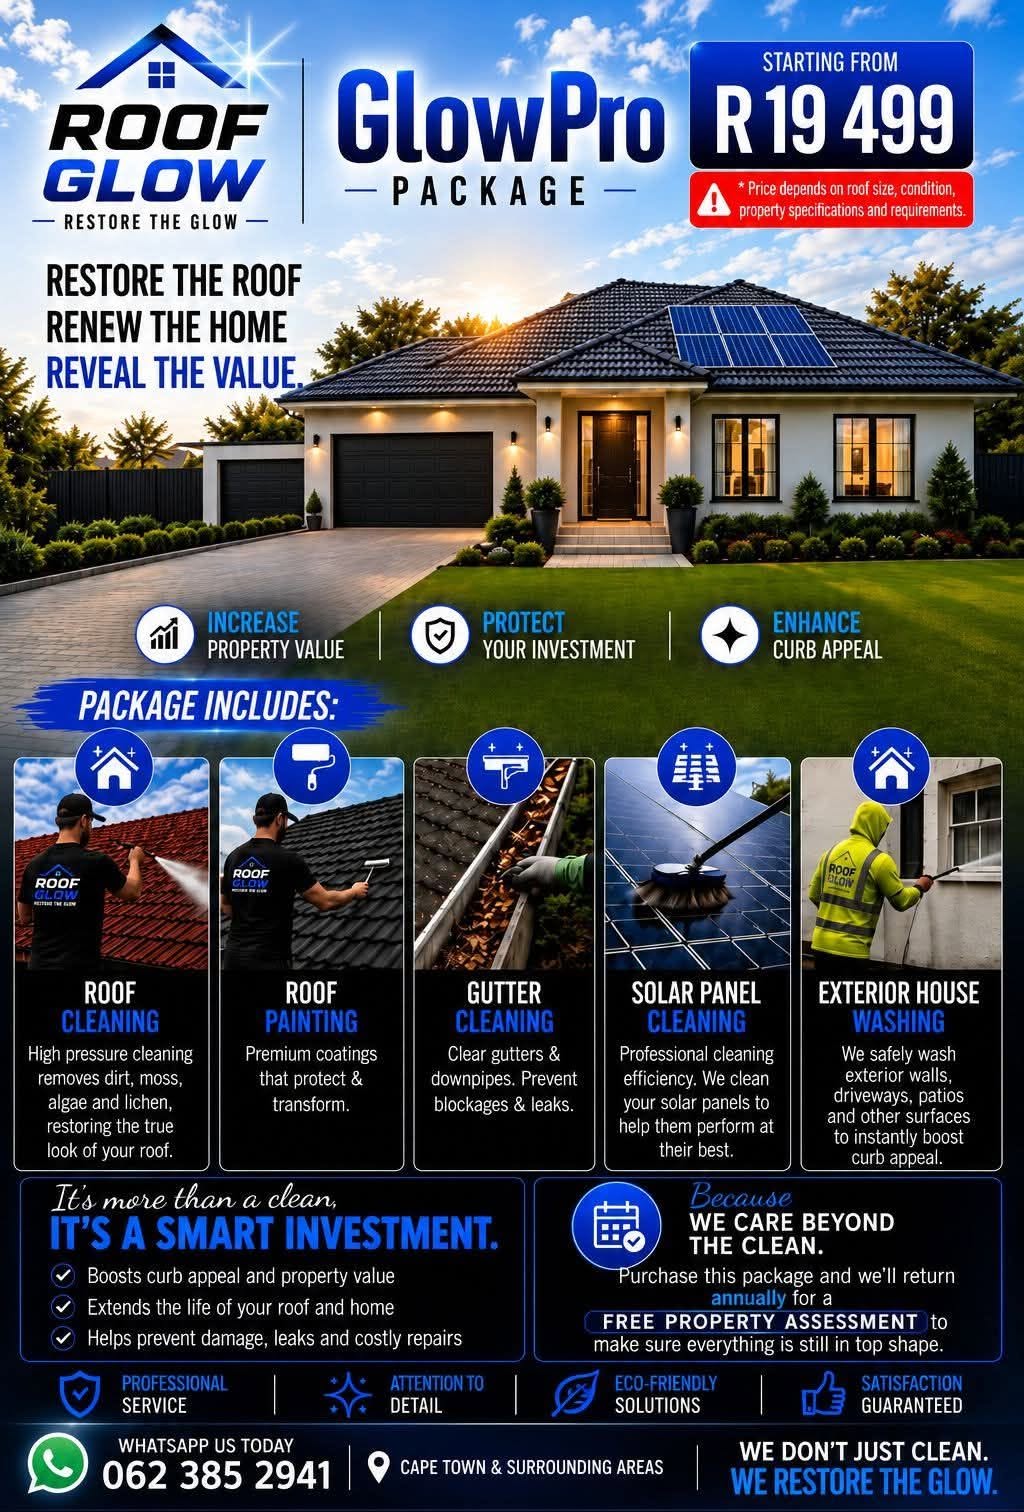 ROOF
GLOW
RESTORE THE GLOW
GlowPro
PACKAGE
STARTING FROM
R19 499
* Price depends on roof size, condition,
property specifications and requirements.
RESTORE THE ROOF
RENEW THE HOME
REVEAL THE VALUE.
INCREASE
PROPERTY VALUE
PROTECT
YOUR INVESTMENT
ENHANCE
CURB APPEAL
PACKAGE INCLUDES:
ROOF
GLOW
RESTORE THE GLOW
ROOF
GLOW
ROOF
GLOW
ROOF
CLEANING
High pressure cleaning
removes dirt, moss,
algae and lichen,
restoring the true
look of your roof.
ROOF
PAINTING
Premium coatings
that protect &
transform.
GUTTER
CLEANING
Clear gutters &
downpipes. Prevent
blockages & leaks.
SOLAR PANEL
CLEANING
Professional cleaning
efficiency. We clean
your solar panels to
help them perform at
their best.
EXTERIOR HOUSE
WASHING
We safely wash
exterior walls,
driveways, patios
and other surfaces
to instantly boost
curb appeal.
It's more than a clean,
IT'S A SMART INVESTMENT.
Boosts curb appeal and property value
Extends the life of your roof and home
Helps prevent damage, leaks and costly repairs
Because
WE CARE BEYOND
THE CLEAN.
Purchase this package and we'll return
annually for a
FREE PROPERTY ASSESSMENT to
make sure everything is still in top shape.
PROFESSIONAL
SERVICE
ATTENTION TO
DETAIL
ECO-FRIENDLY
SOLUTIONS
SATISFACTION
GUARANTEED
WHATSAPP US TODAY
062 385 2941
CAPE TOWN & SURROUNDING AREAS
WE DON'T JUST CLEAN.
WE RESTORE THE GLOW.